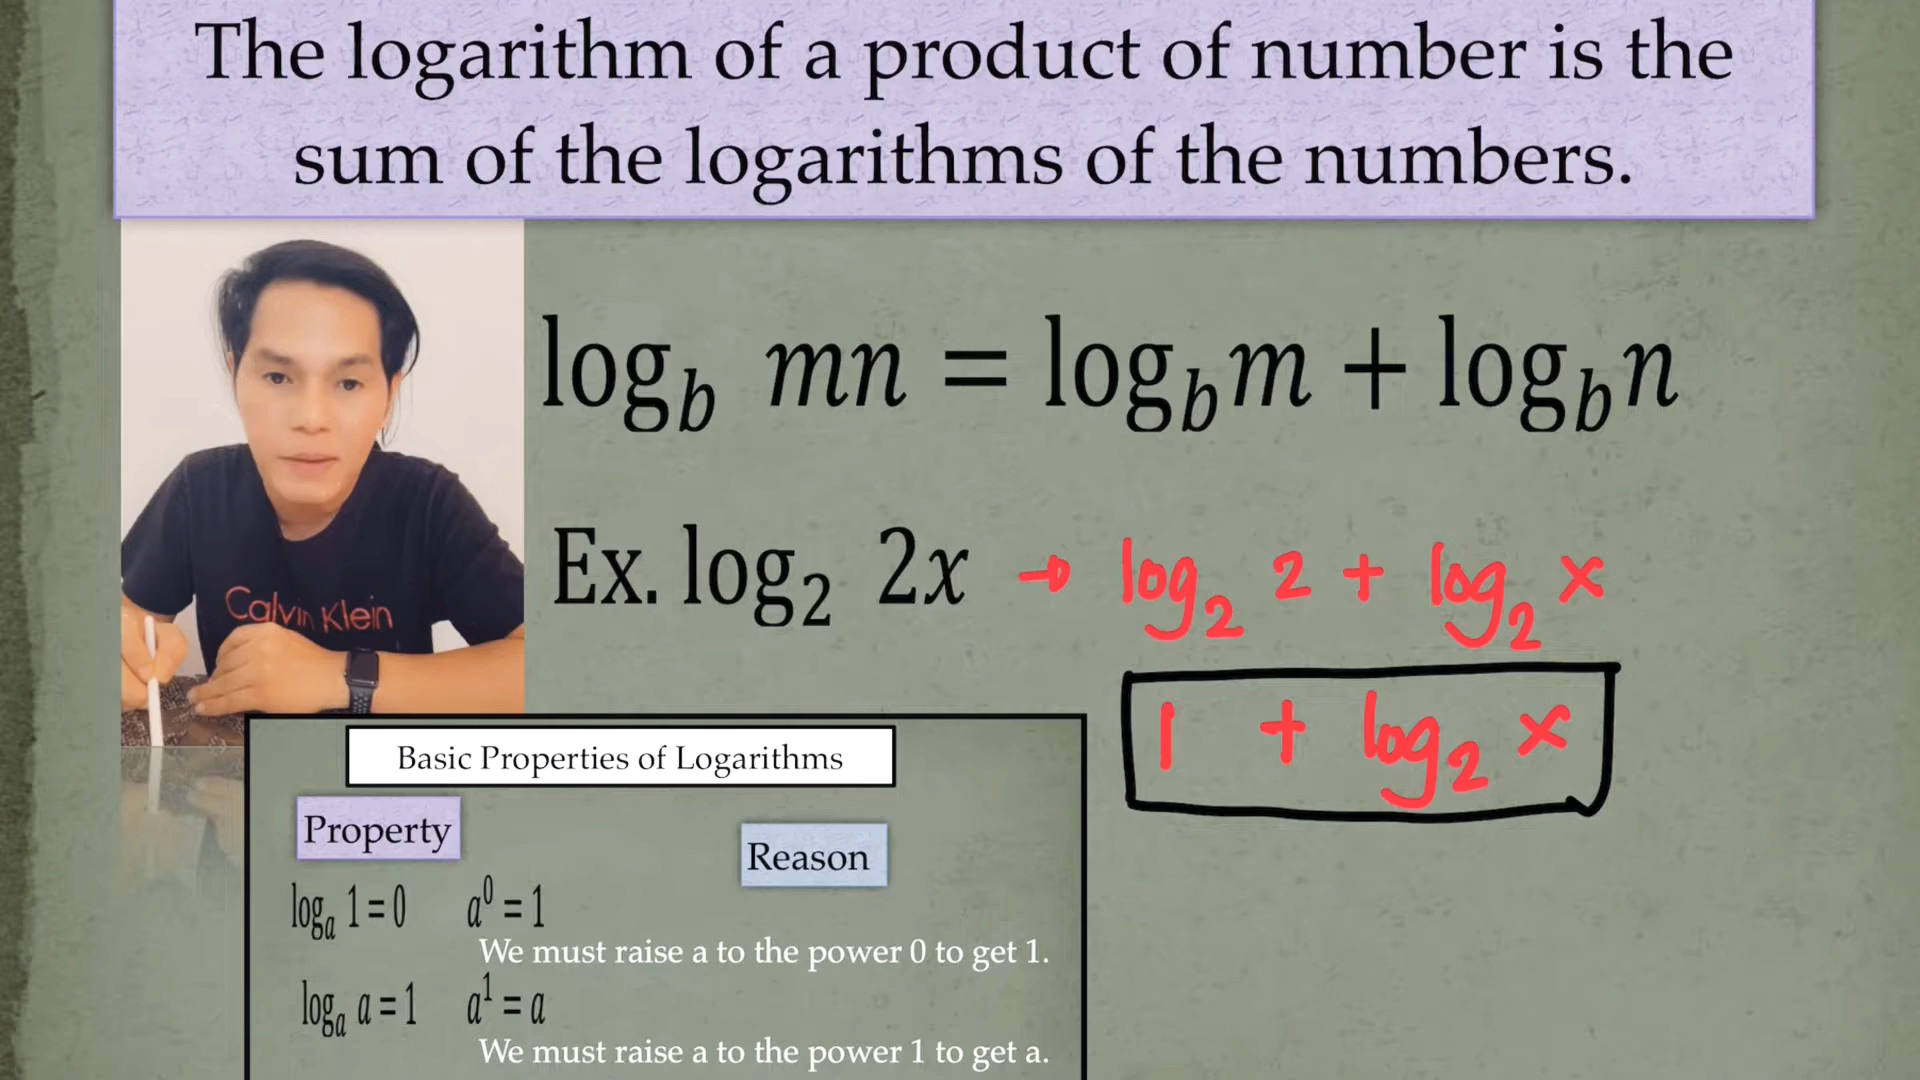 The logarithm of a product of number is the
sum of the logarithms of the numbers.
log_b mn = log_b m + log_b n
Ex. log_2 2x → log_2 2 + log_2 x
1 + log_2 x
Calvin Klein
Basic Properties of Logarithms
Property
Reason
log_a 1 = 0 a^0 = 1
We must raise a to the power 0 to get 1.
log_a a = 1 a^1 = a
We must raise a to the power 1 to get a.